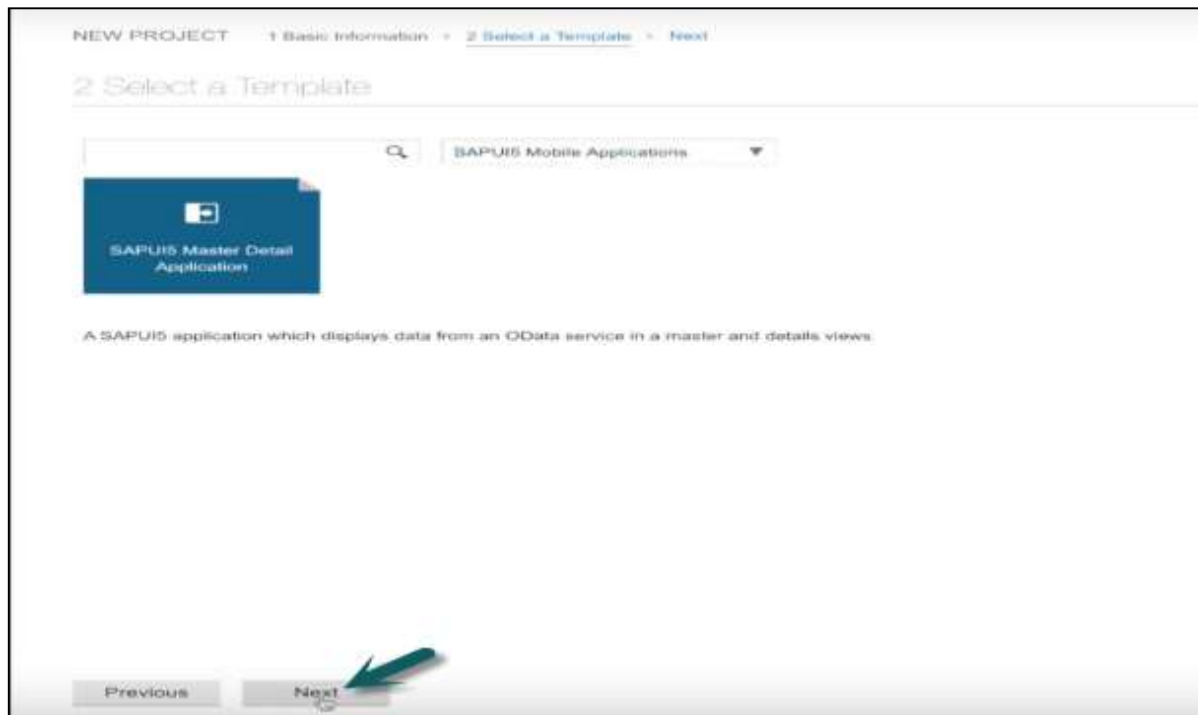 NEW PROJECT 1 Basic Information 2 Select a Template Next
2 Select a Template
SAPUI5 Mobile Applications
SAPUI5 Master Detail
Application
A SAPUI5 application which displays data from an OData service in a master and details views.
Previous Next